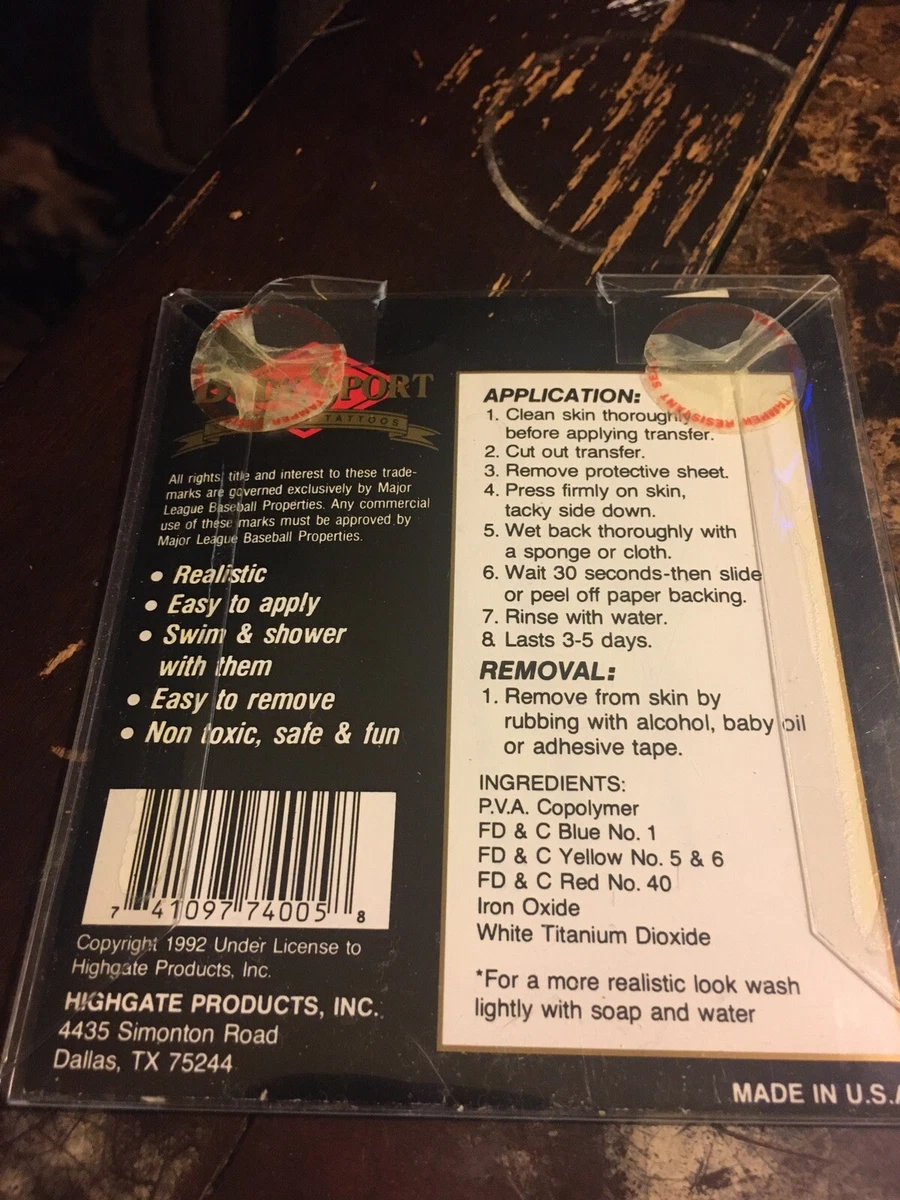 BODY SPORT
TATTOOS
All rights, title and interest to these trade-
marks are governed exclusively by Major
League Baseball Properties. Any commercial
use of these marks must be approved by
Major League Baseball Properties.
• Realistic
• Easy to apply
• Swim & shower
with them
• Easy to remove
• Non toxic, safe & fun
7 41097 74005 8
Copyright 1992 Under License to
Highgate Products, Inc.
HIGHGATE PRODUCTS, INC.
4435 Simonton Road
Dallas, TX 75244
APPLICATION:
1. Clean skin thoroughly
before applying transfer.
2. Cut out transfer.
3. Remove protective sheet.
4. Press firmly on skin,
tacky side down.
5. Wet back thoroughly with
a sponge or cloth.
6. Wait 30 seconds-then slide
or peel off paper backing.
7. Rinse with water.
8. Lasts 3-5 days.
REMOVAL:
1. Remove from skin by
rubbing with alcohol, baby oil
or adhesive tape.
INGREDIENTS:
P.V.A. Copolymer
FD & C Blue No. 1
FD & C Yellow No. 5 & 6
FD & C Red No. 40
Iron Oxide
White Titanium Dioxide
*For a more realistic look wash
lightly with soap and water
MADE IN U.S.A
TAMPER
TAMPER RESISTANT SE